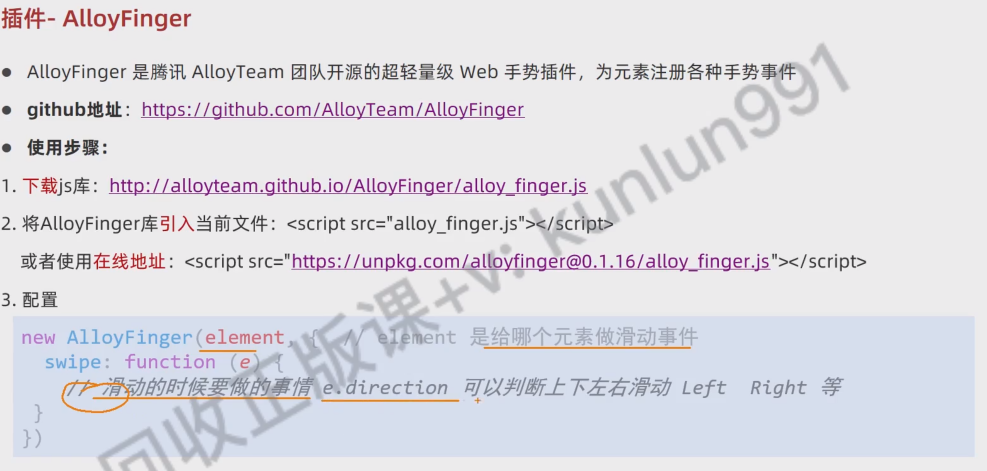 插件- AlloyFinger
● AlloyFinger 是腾讯 AlloyTeam 团队开源的超轻量级 Web 手势插件，为元素注册各种手势事件
● github地址：https://github.com/AlloyTeam/AlloyFinger
● 使用步骤：
1. 下载js库：http://alloyteam.github.io/AlloyFinger/alloy_finger.js
2. 将AlloyFinger库引入当前文件：<script src="alloy_finger.js"></script>
或者使用在线地址：<script src="https://unpkg.com/alloyfinger@0.1.16/alloy_finger.js"></script>
3. 配置
new AlloyFinger(element, {  // element 是给哪个元素做滑动事件
  swipe: function (e) {
    // 滑动的时候要做的事情 e.direction 可以判断上下左右滑动 Left  Right 等
 }
})
回收正版课+v: kunlun991